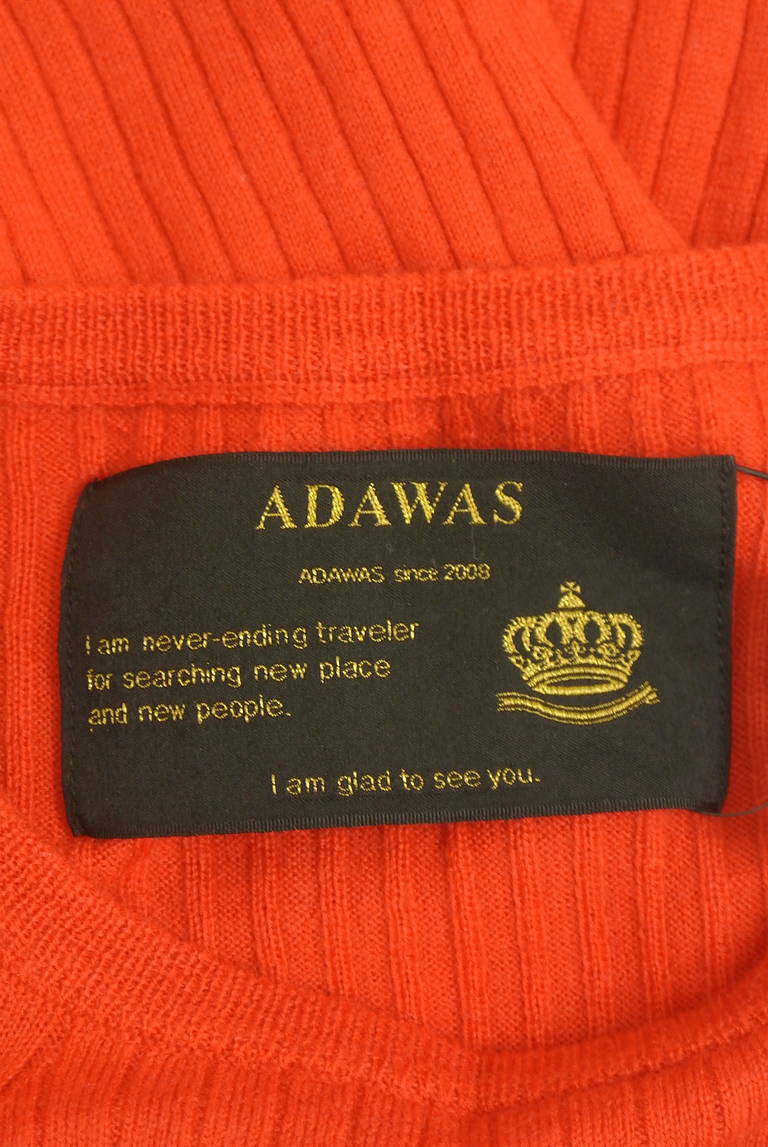 ADAWAS
ADAWAS since 2008
I am never-ending traveler
for searching new place
and new people.
I am glad to see you.